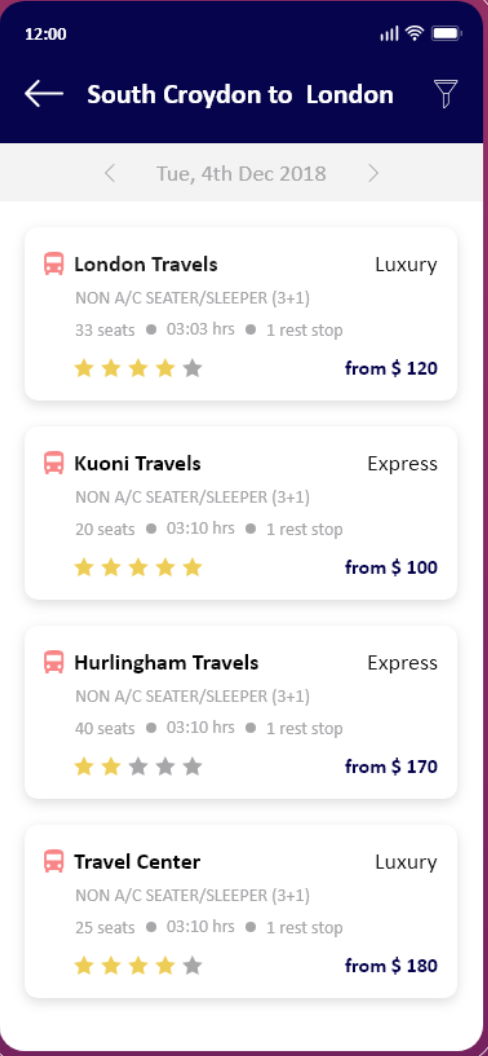 12:00
South Croydon to London
Tue, 4th Dec 2018
London Travels Luxury
NON A/C SEATER/SLEEPER (3+1)
33 seats ● 03:03 hrs ● 1 rest stop
from $ 120
Kuoni Travels Express
NON A/C SEATER/SLEEPER (3+1)
20 seats ● 03:10 hrs ● 1 rest stop
from $ 100
Hurlingham Travels Express
NON A/C SEATER/SLEEPER (3+1)
40 seats ● 03:10 hrs ● 1 rest stop
from $ 170
Travel Center Luxury
NON A/C SEATER/SLEEPER (3+1)
25 seats ● 03:10 hrs ● 1 rest stop
from $ 180